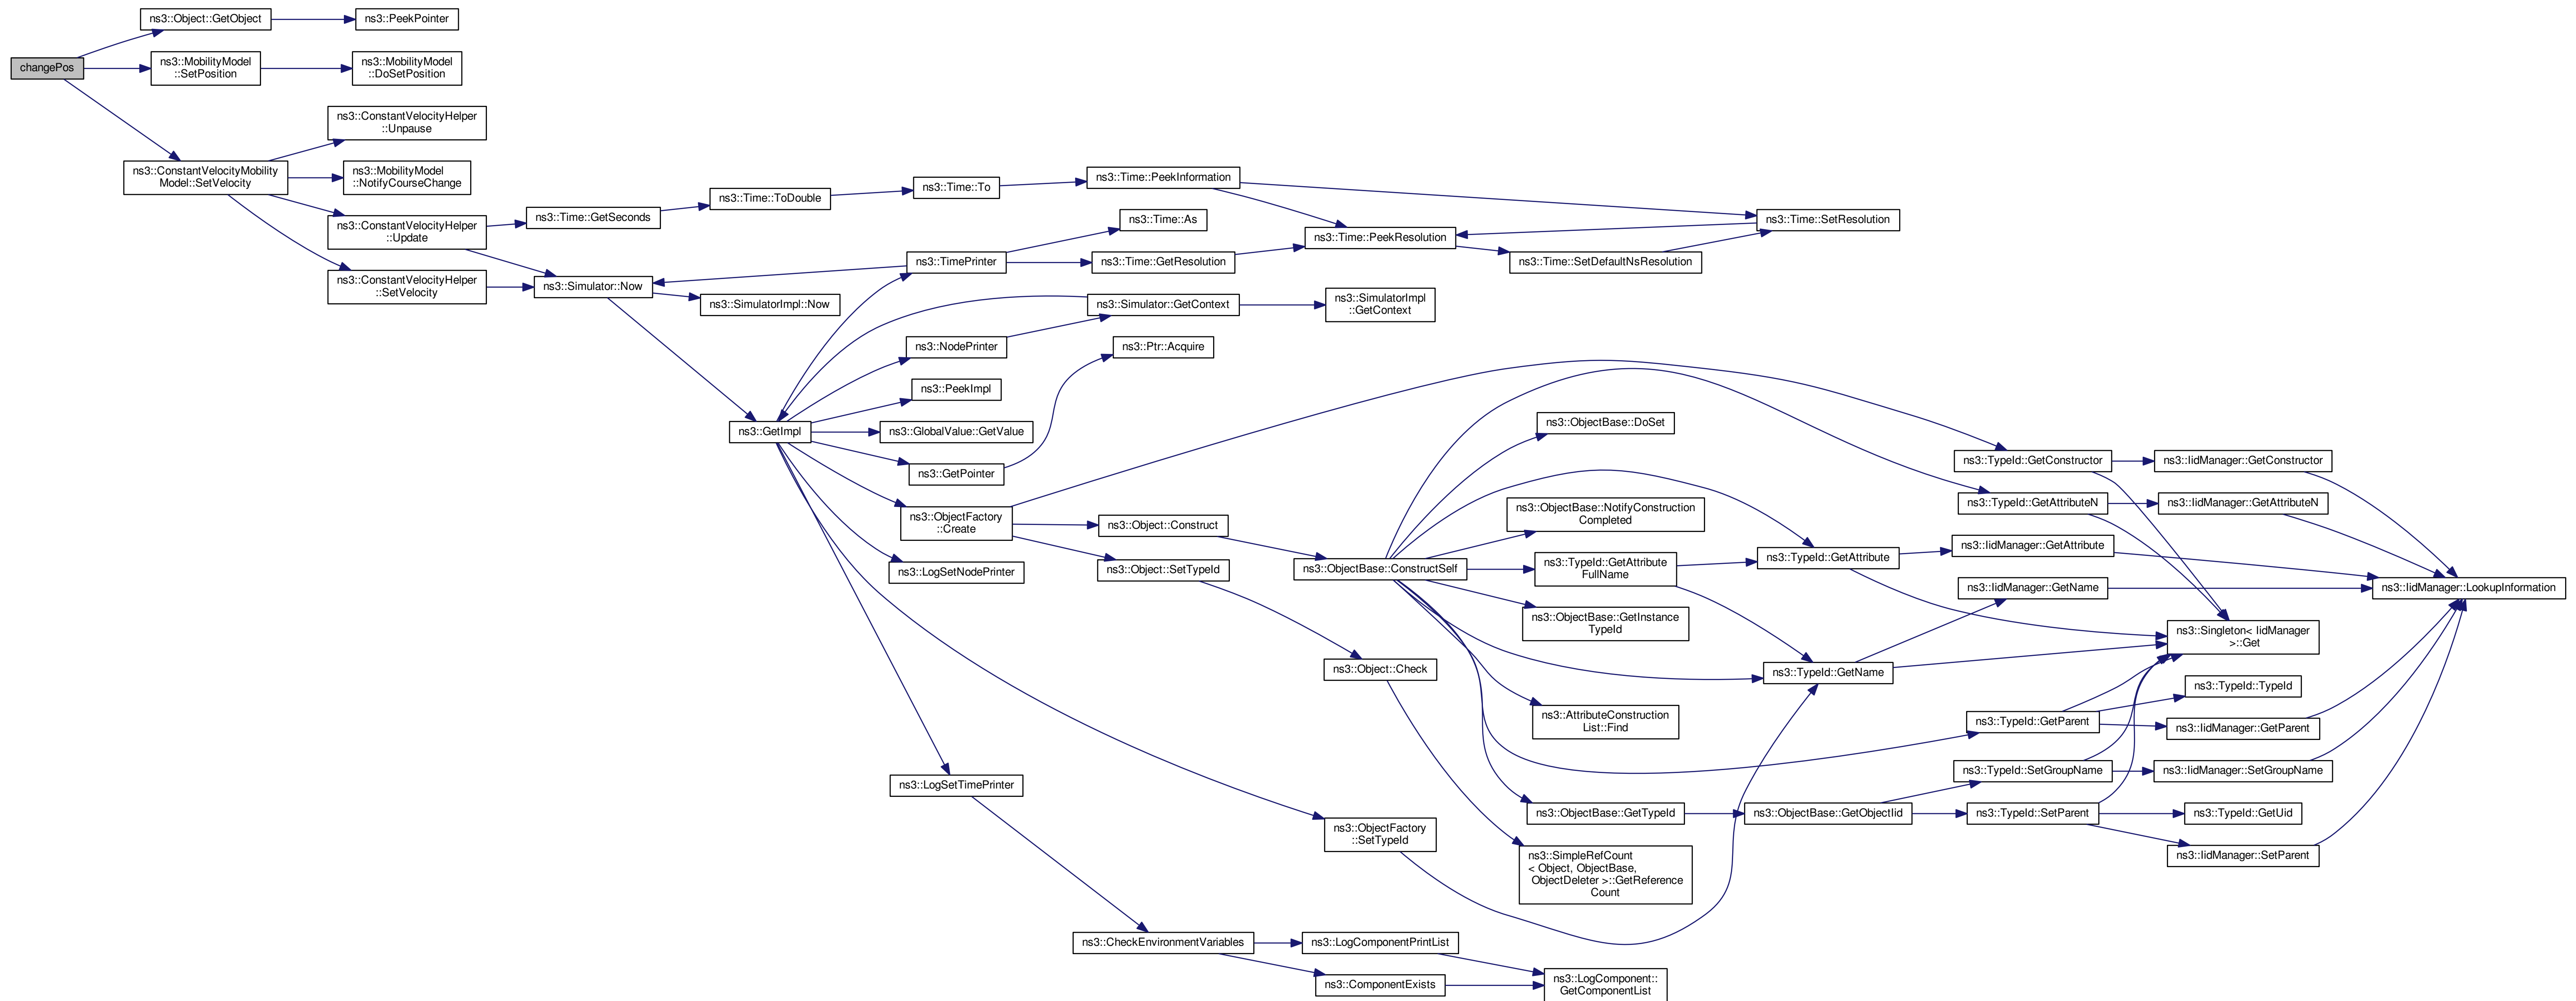 changePos
ns3::Object::GetObject
ns3::PeekPointer
ns3::MobilityModel
::SetPosition
ns3::MobilityModel
::DoSetPosition
ns3::ConstantVelocityMobility
Model::SetVelocity
ns3::ConstantVelocityHelper
::Unpause
ns3::MobilityModel
::NotifyCourseChange
ns3::ConstantVelocityHelper
::Update
ns3::ConstantVelocityHelper
::SetVelocity
ns3::Time::GetSeconds
ns3::Time::ToDouble
ns3::Time::To
ns3::Time::PeekInformation
ns3::Time::PeekResolution
ns3::Time::SetResolution
ns3::Time::SetDefaultNsResolution
ns3::Simulator::Now
ns3::SimulatorImpl::Now
ns3::GetImpl
ns3::TimePrinter
ns3::Time::As
ns3::Time::GetResolution
ns3::Simulator::GetContext
ns3::SimulatorImpl
::GetContext
ns3::NodePrinter
ns3::Ptr::Acquire
ns3::PeekImpl
ns3::GlobalValue::GetValue
ns3::GetPointer
ns3::ObjectFactory
::Create
ns3::LogSetNodePrinter
ns3::LogSetTimePrinter
ns3::Object::Construct
ns3::Object::SetTypeId
ns3::Object::Check
ns3::ObjectFactory
::SetTypeId
ns3::CheckEnvironmentVariables
ns3::LogComponentPrintList
ns3::ComponentExists
ns3::LogComponent::
GetComponentList
ns3::ObjectBase::ConstructSelf
ns3::ObjectBase::DoSet
ns3::ObjectBase::NotifyConstruction
Completed
ns3::TypeId::GetAttribute
FullName
ns3::ObjectBase::GetInstance
TypeId
ns3::AttributeConstruction
List::Find
ns3::ObjectBase::GetTypeId
ns3::SimpleRefCount
< Object, ObjectBase,
ObjectDeleter >::GetReference
Count
ns3::TypeId::GetAttribute
ns3::TypeId::GetName
ns3::ObjectBase::GetObjectIid
ns3::TypeId::GetConstructor
ns3::TypeId::GetAttributeN
ns3::IidManager::GetAttribute
ns3::IidManager::GetName
ns3::TypeId::GetParent
ns3::TypeId::SetGroupName
ns3::TypeId::SetParent
ns3::IidManager::GetConstructor
ns3::IidManager::GetAttributeN
ns3::Singleton< IidManager
>::Get
ns3::TypeId::TypeId
ns3::IidManager::GetParent
ns3::IidManager::SetGroupName
ns3::TypeId::GetUid
ns3::IidManager::SetParent
ns3::IidManager::LookupInformation